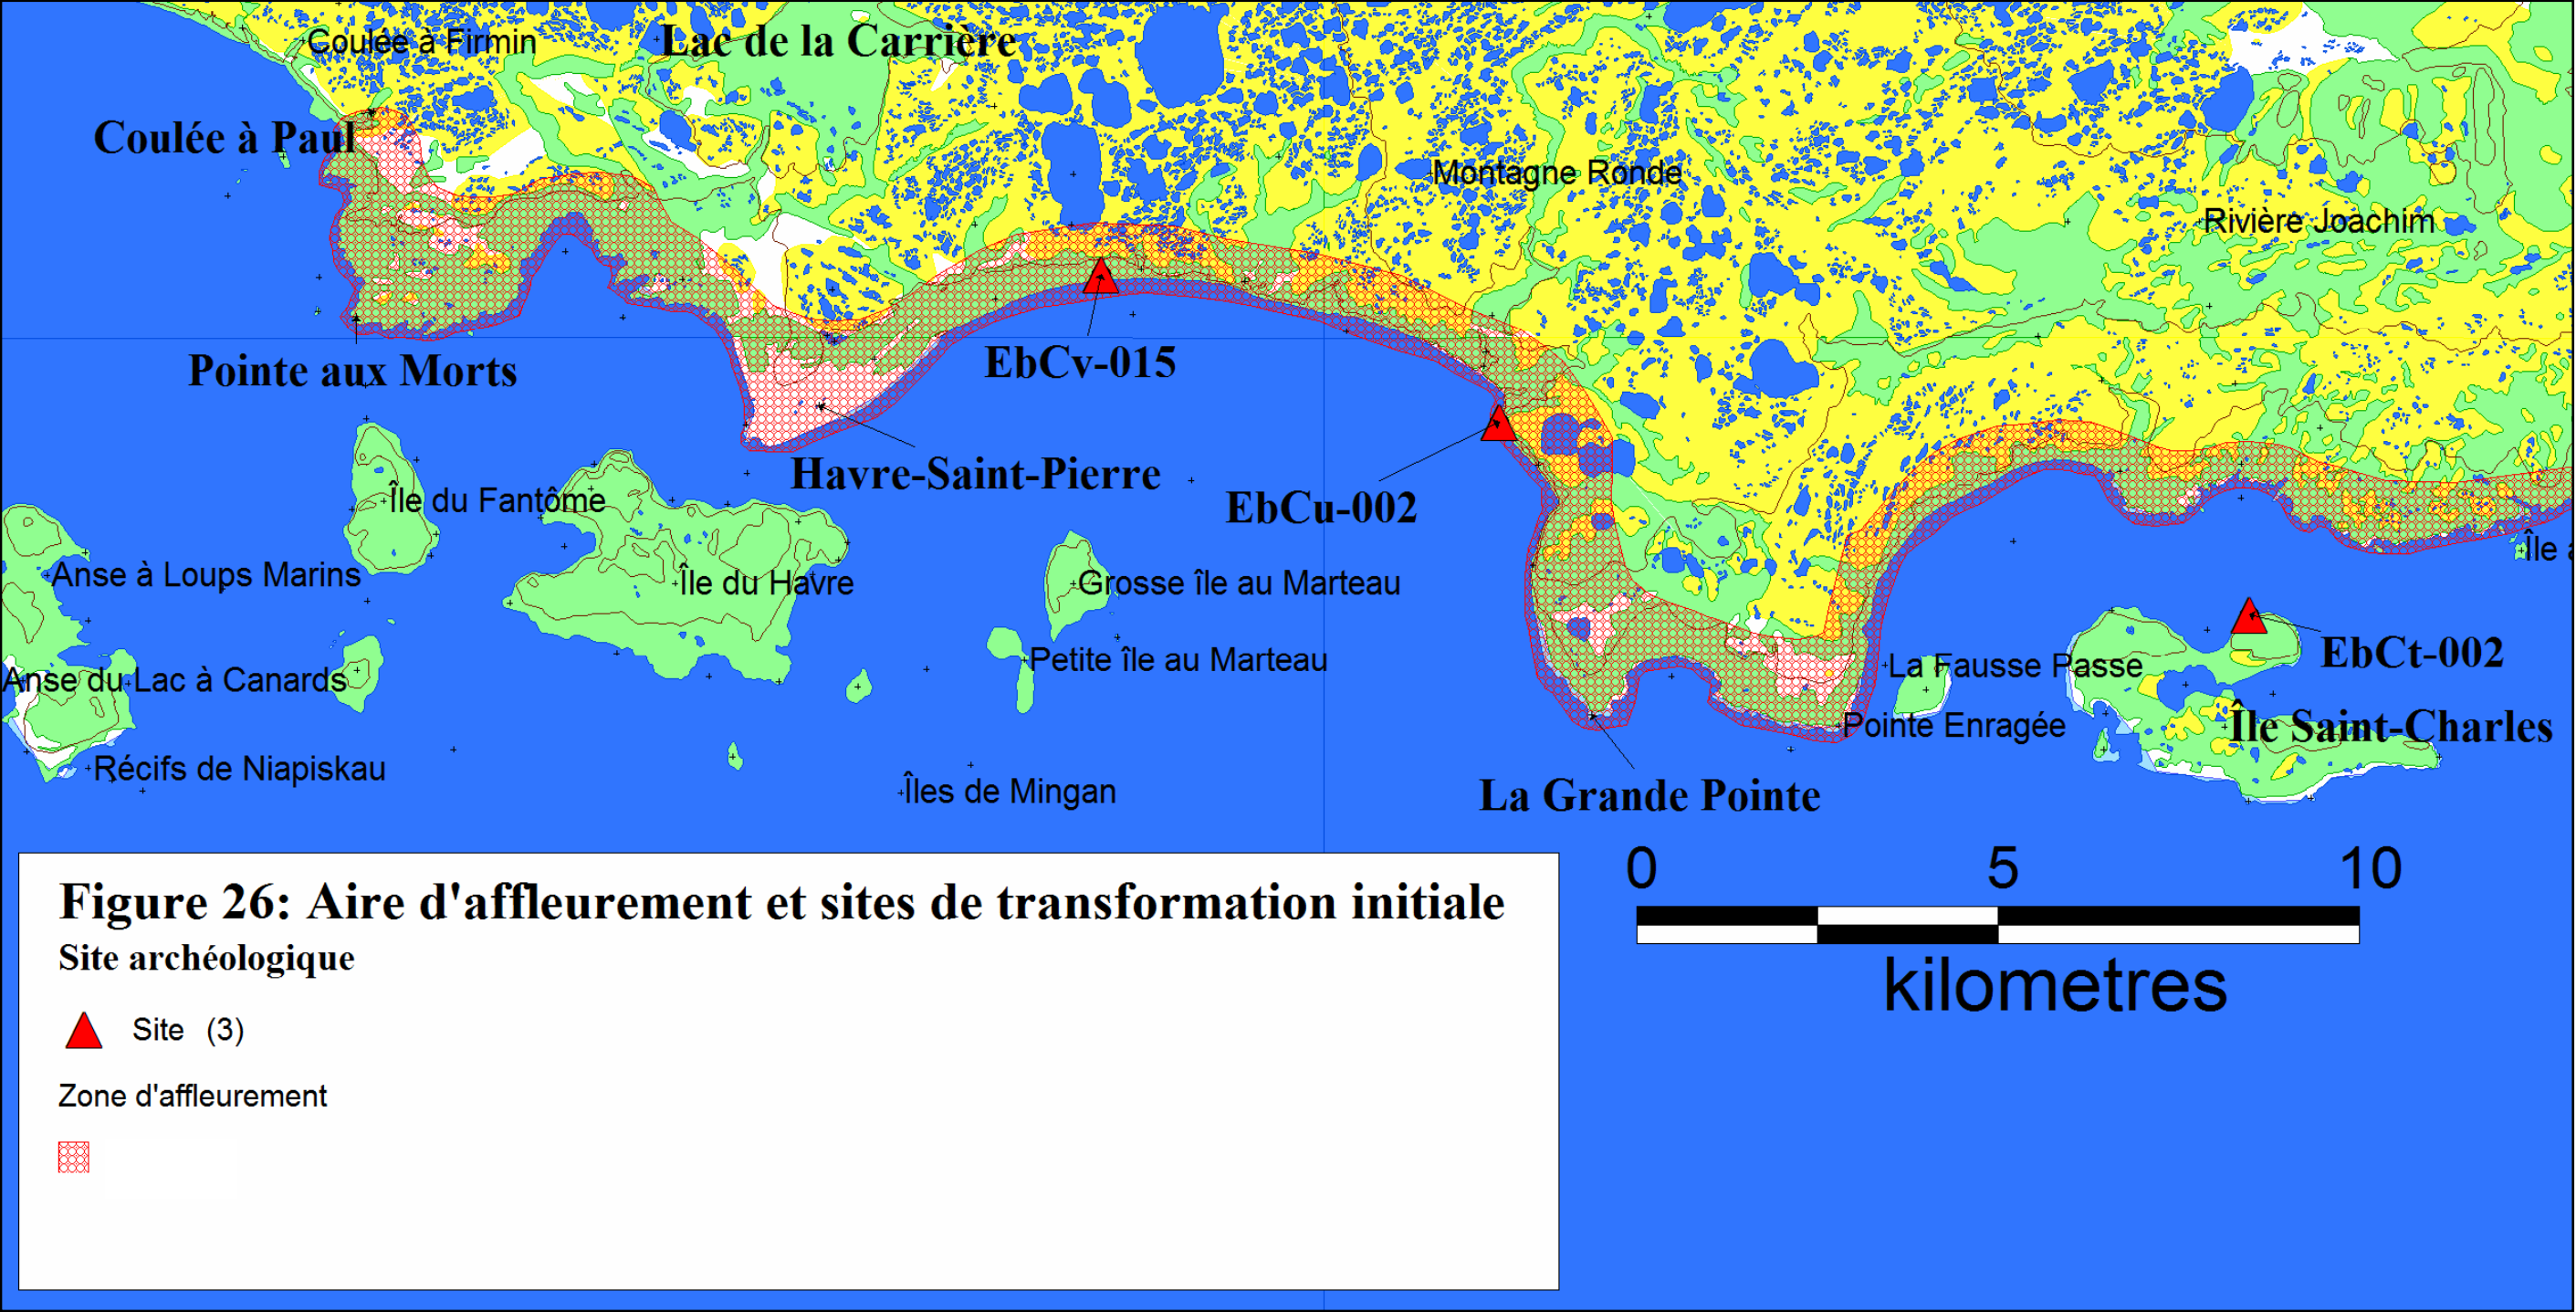 Coulée à Firmin
Lac de la Carrière
Coulée à Paul
Montagne Ronde
Rivière Joachim
Pointe aux Morts
EbCv-015
Havre-Saint-Pierre
EbCu-002
Île du Fantôme
Île
Anse à Loups Marins
Île du Havre
Grosse île au Marteau
Petite île au Marteau
La Fausse Passe
EbCt-002
Anse du Lac à Canards
Pointe Enragée
Île Saint-Charles
Récifs de Niapiskau
Îles de Mingan
La Grande Pointe
0 5 10
kilometres
Figure 26: Aire d'affleurement et sites de transformation initiale
Site archéologique
Site (3)
Zone d'affleurement